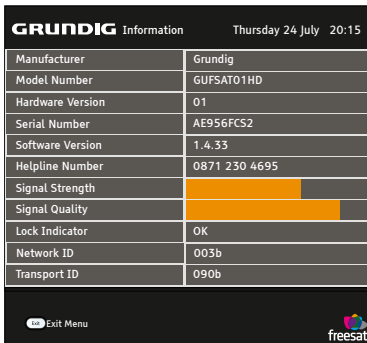 GRUNDIG Information Thursday 24 July 20:15
Manufacturer Grundig
Model Number GUFSAT01HD
Hardware Version 01
Serial Number AE956FCS2
Software Version 1.4.33
Helpline Number 0871 230 4695
Signal Strength
Signal Quality
Lock Indicator OK
Network ID 003b
Transport ID 090b
Exit Exit Menu
freesat